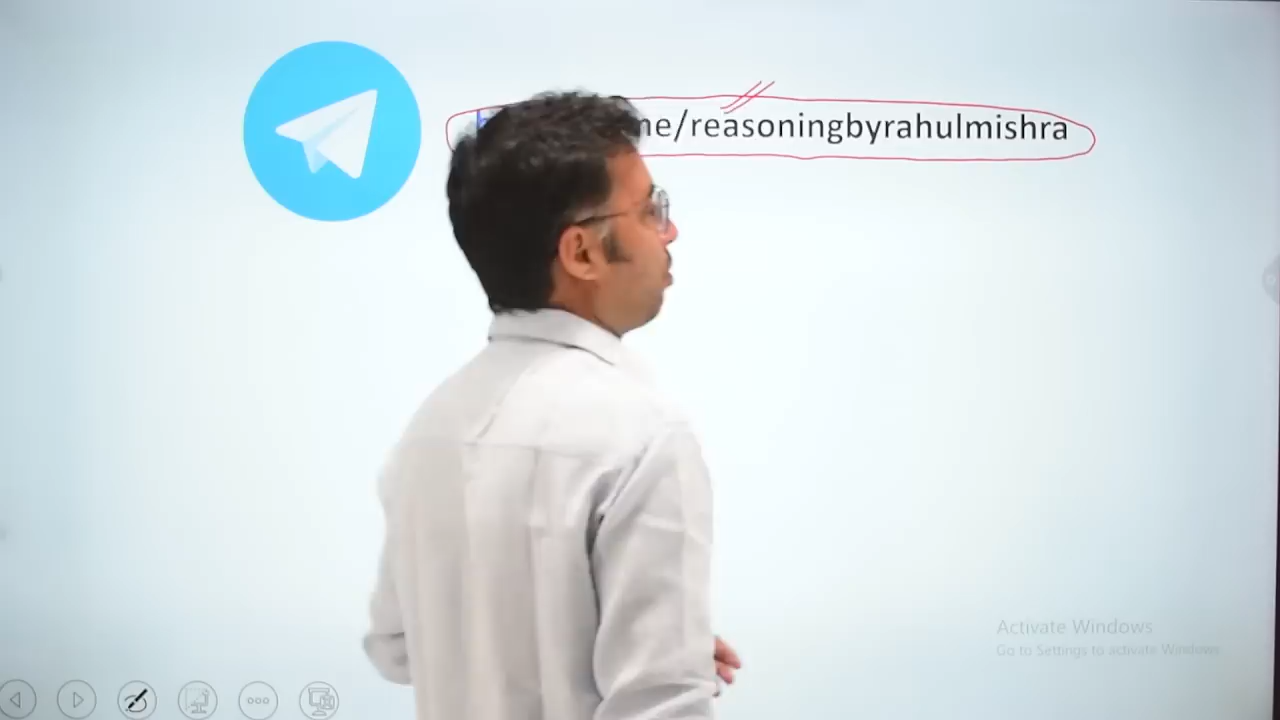 me/reasoningbyrahulmishra
Activate Windows
Go to Settings to activate Windows.